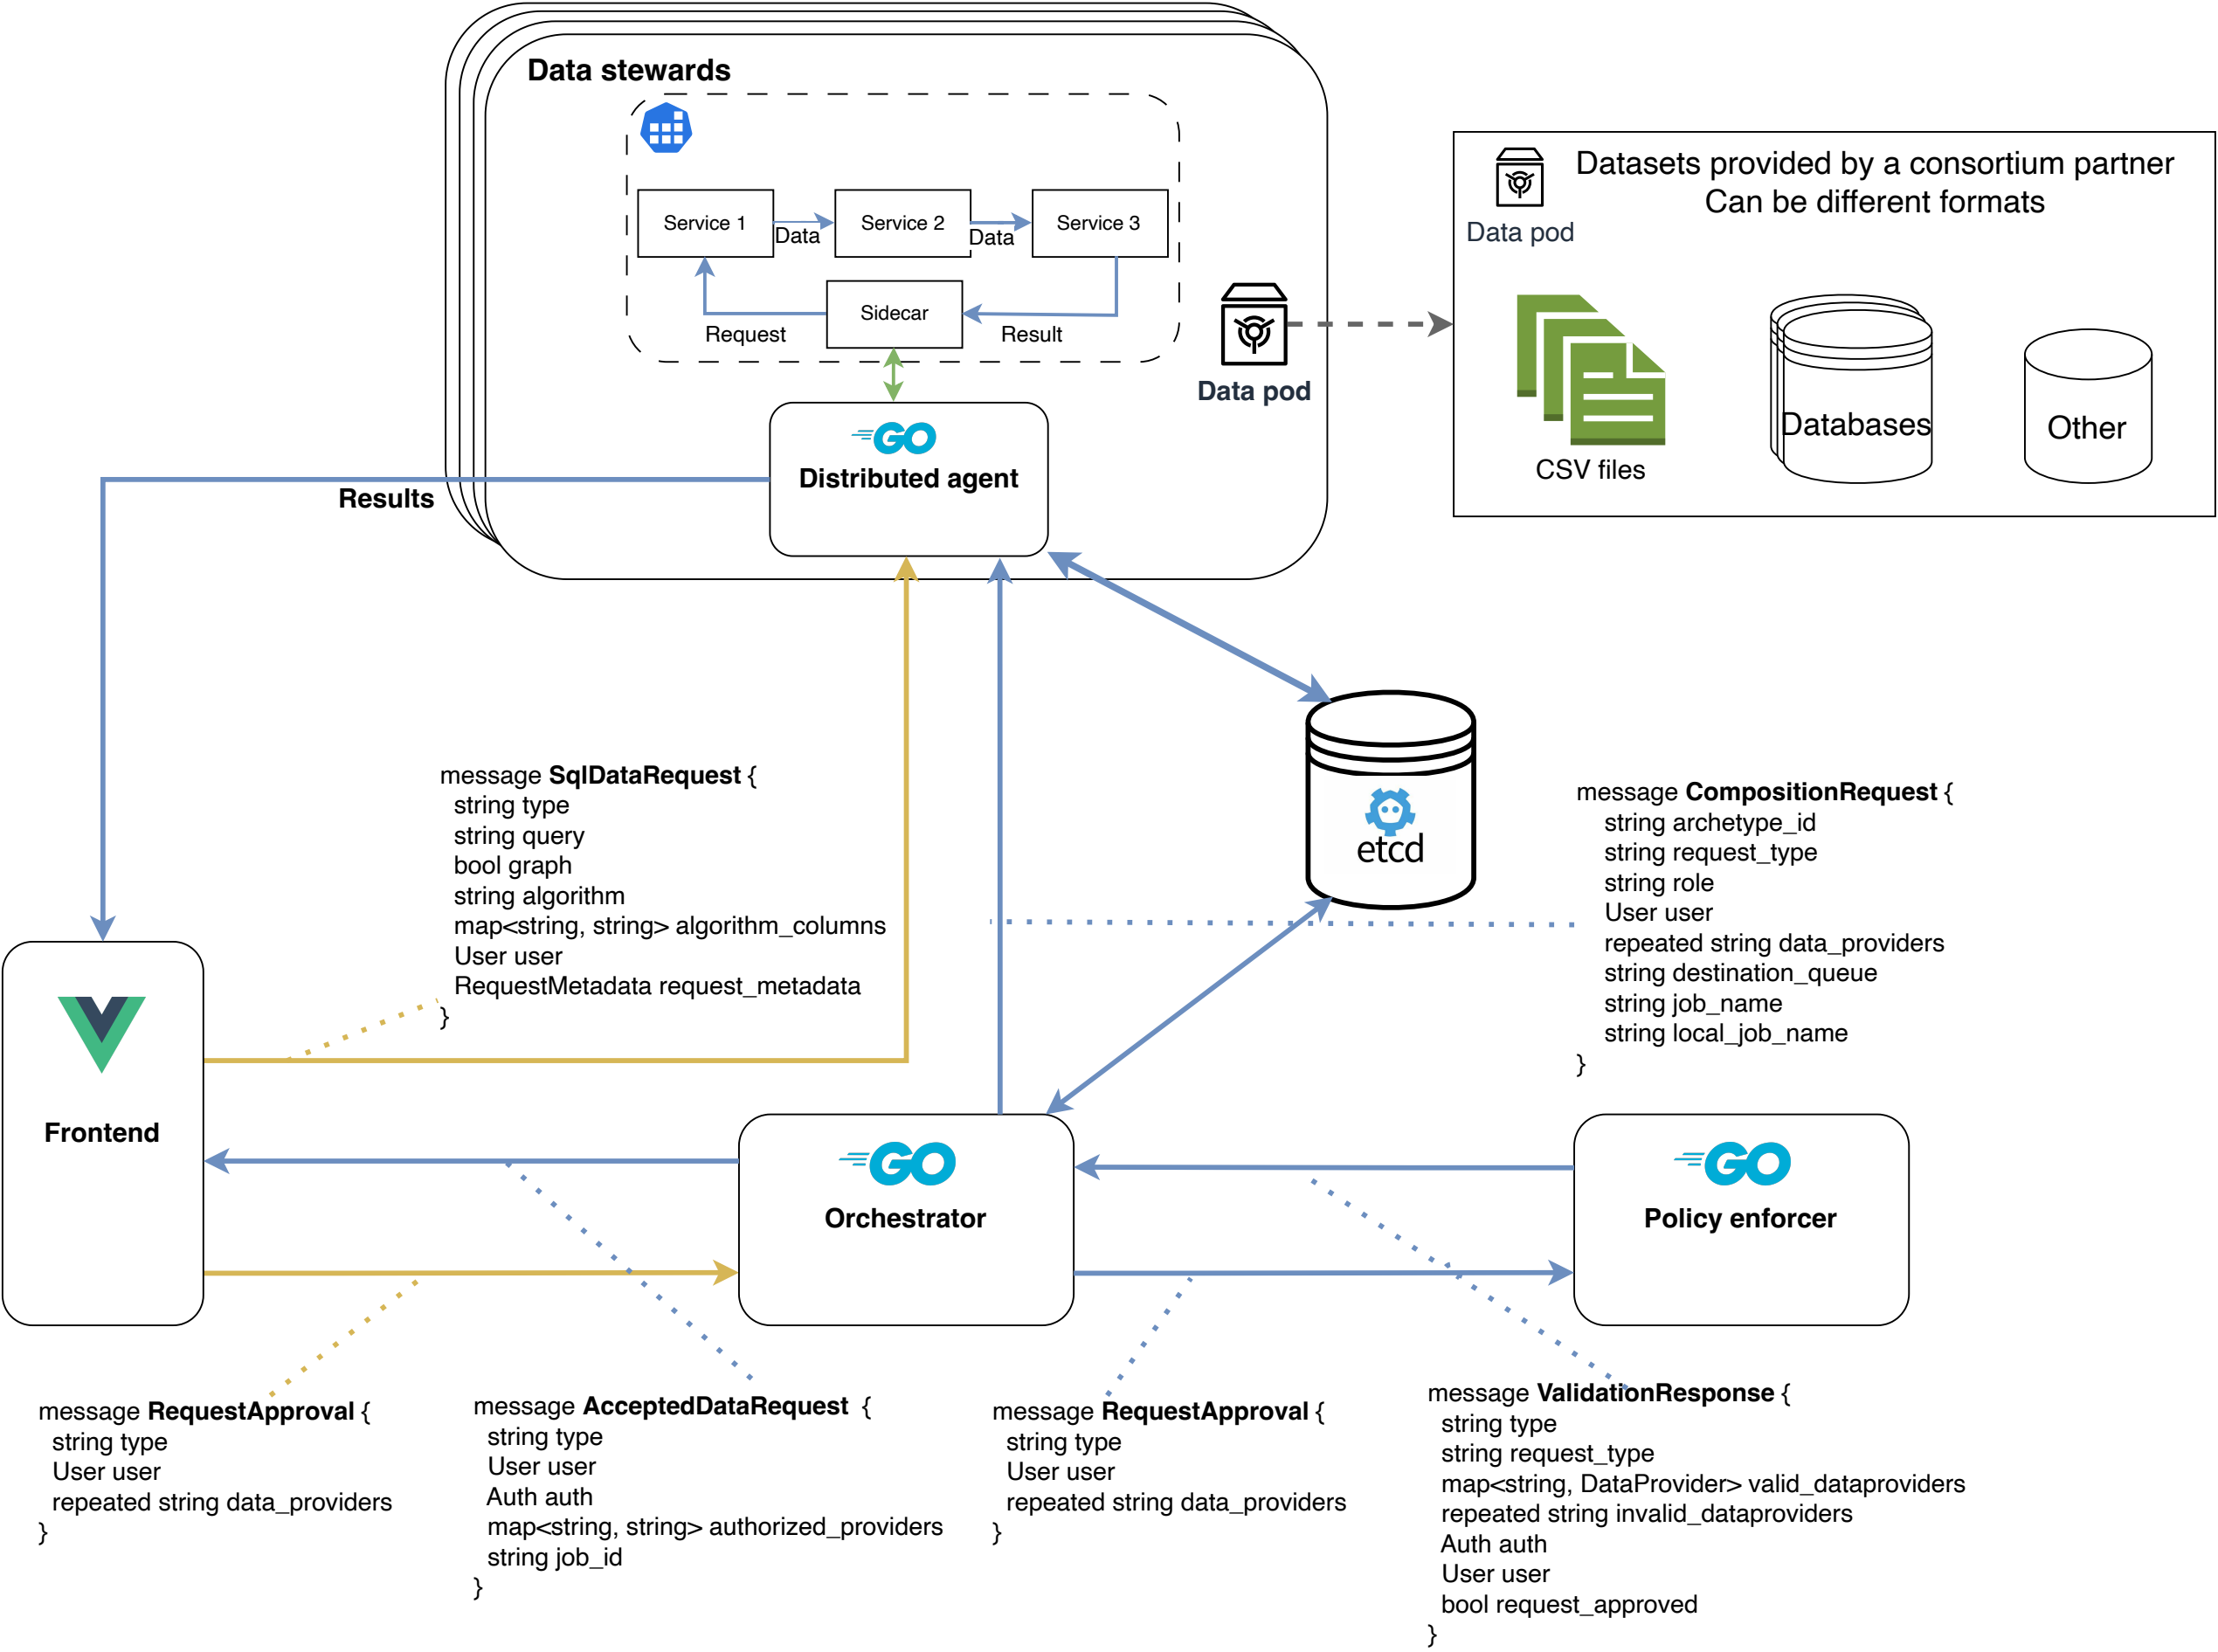 Data stewards
Service 1
Data
Service 2
Data
Service 3
Sidecar
Request
Result
Data pod
Datasets provided by a consortium partner
Can be different formats
Data pod
CSV files
Databases
Other
GO
Distributed agent
Results
etcd
message SqlDataRequest {
string type
string query
bool graph
string algorithm
map<string, string> algorithm_columns
User user
RequestMetadata request_metadata
}
message CompositionRequest {
string archetype_id
string request_type
string role
User user
repeated string data_providers
string destination_queue
string job_name
string local_job_name
}
Frontend
GO
Orchestrator
GO
Policy enforcer
message RequestApproval {
string type
User user
repeated string data_providers
}
message AcceptedDataRequest {
string type
User user
Auth auth
map<string, string> authorized_providers
string job_id
}
message RequestApproval {
string type
User user
repeated string data_providers
}
message ValidationResponse {
string type
string request_type
map<string, DataProvider> valid_dataproviders
repeated string invalid_dataproviders
Auth auth
User user
bool request_approved
}